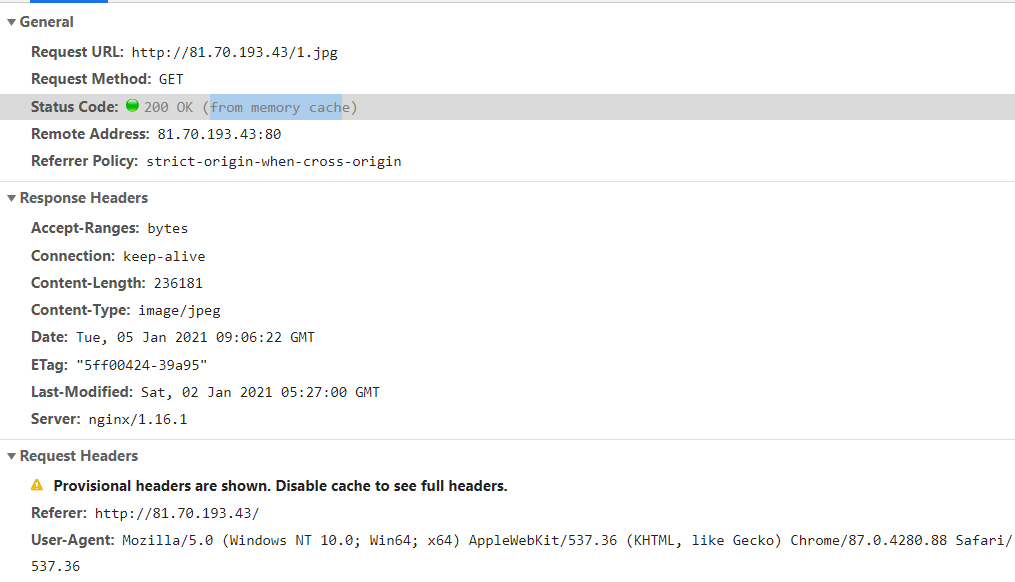 General
Request URL: http://81.70.193.43/1.jpg
Request Method: GET
Status Code: 200 OK (from memory cache)
Remote Address: 81.70.193.43:80
Referrer Policy: strict-origin-when-cross-origin
Response Headers
Accept-Ranges: bytes
Connection: keep-alive
Content-Length: 236181
Content-Type: image/jpeg
Date: Tue, 05 Jan 2021 09:06:22 GMT
ETag: "5ff00424-39a95"
Last-Modified: Sat, 02 Jan 2021 05:27:00 GMT
Server: nginx/1.16.1
Request Headers
Provisional headers are shown. Disable cache to see full headers.
Referer: http://81.70.193.43/
User-Agent: Mozilla/5.0 (Windows NT 10.0; Win64; x64) AppleWebKit/537.36 (KHTML, like Gecko) Chrome/87.0.4280.88 Safari/
537.36